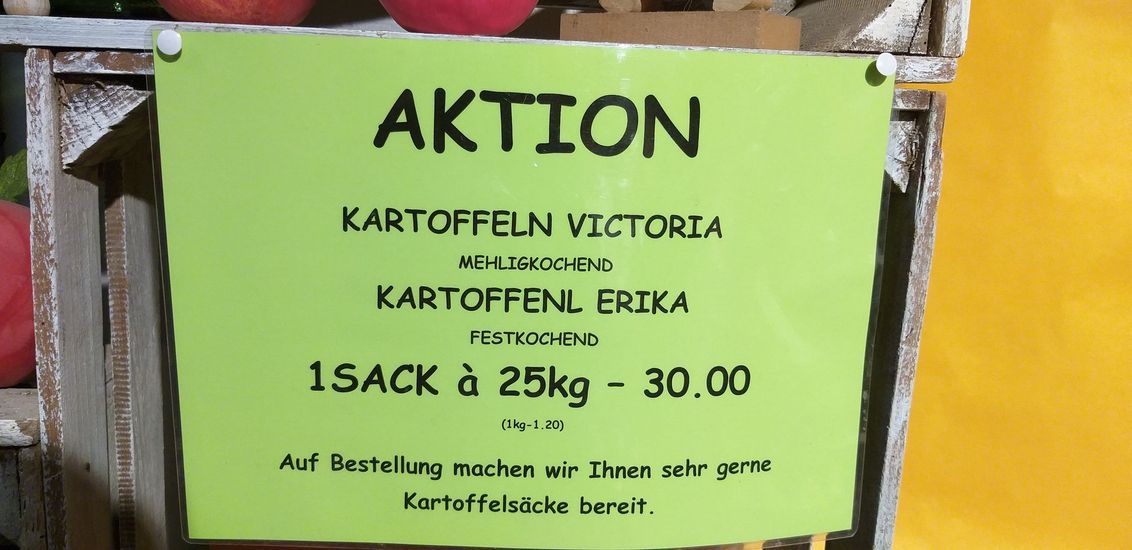 AKTION
KARTOFFELN VICTORIA
MEHLIGKOCHEND
KARTOFFENL ERIKA
FESTKOCHEND
1SACK à 25kg – 30.00
(1kg-1.20)
Auf Bestellung machen wir Ihnen sehr gerne
Kartoffelsäcke bereit.